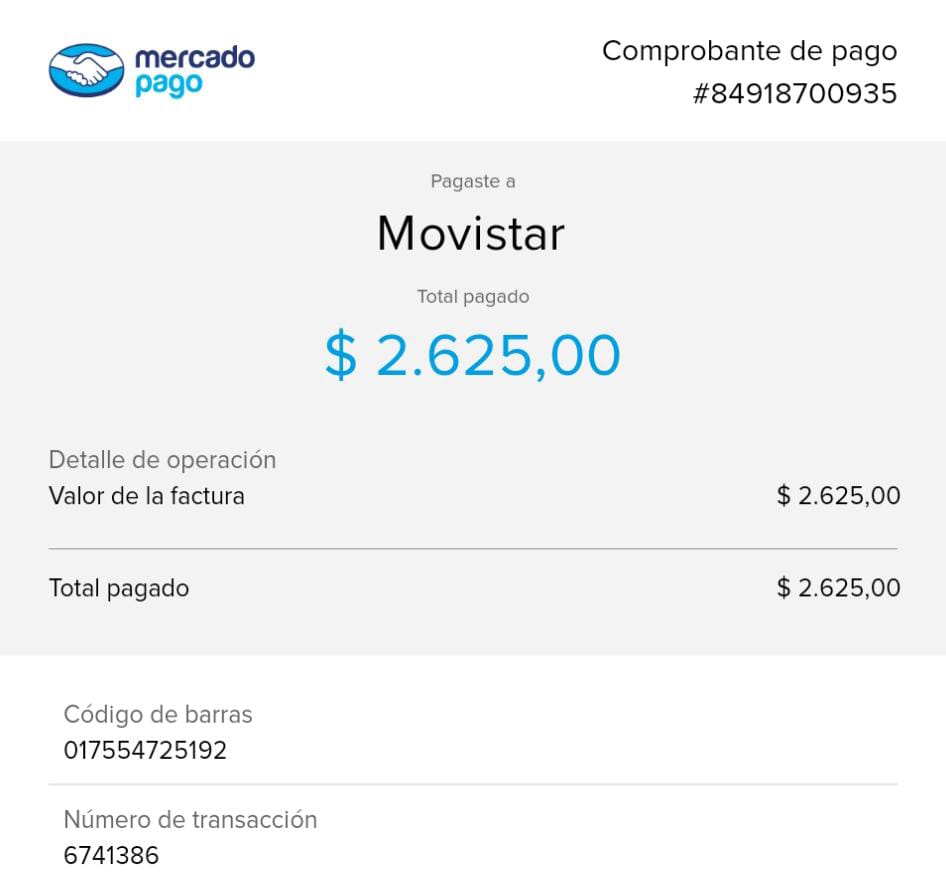 mercado
pago
Comprobante de pago
#84918700935
Pagaste a
Movistar
Total pagado
$ 2.625,00
Detalle de operación
Valor de la factura $ 2.625,00
Total pagado $ 2.625,00
Código de barras
017554725192
Número de transacción
6741386